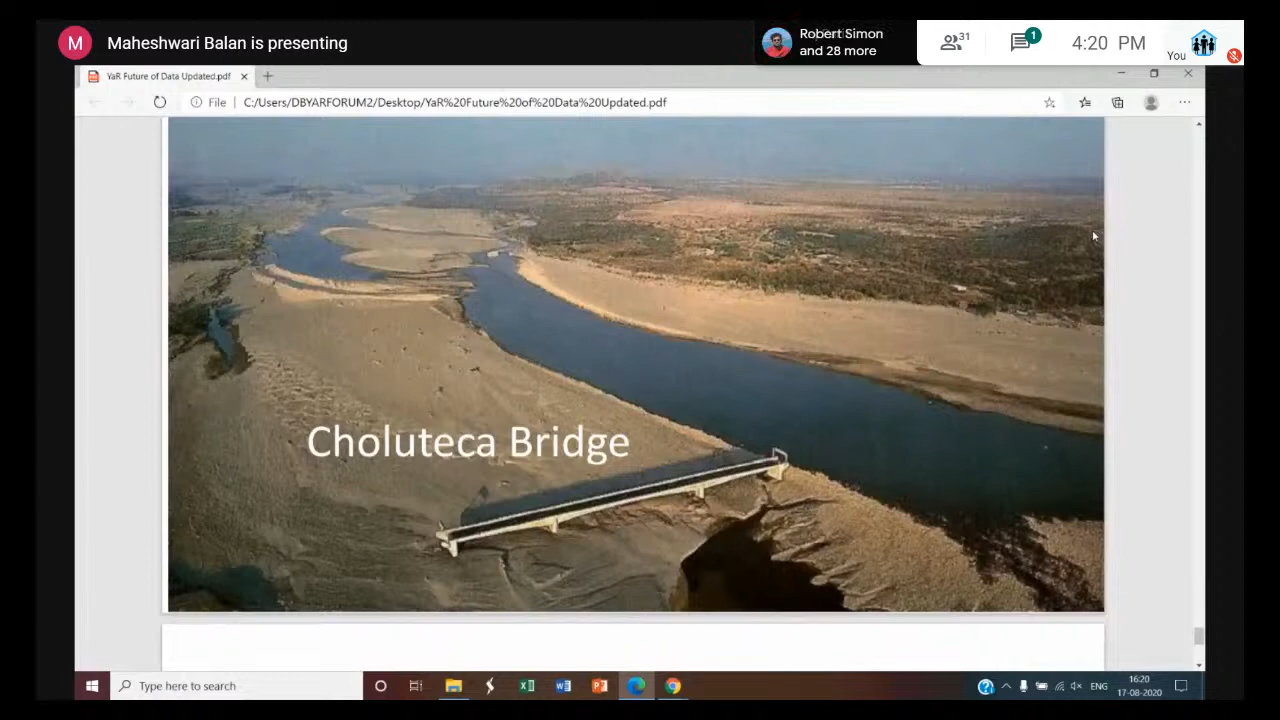 M
Maheshwari Balan is presenting
Robert Simon
and 28 more
31
1
4:20 PM
You
YaR Future of Data Updated.pdf
File
C:/Users/DBYARFORUM2/Desktop/YaR%20Future%20of%20Data%20Updated.pdf
Choluteca Bridge
Type here to search
ENG
16:20
17-08-2020